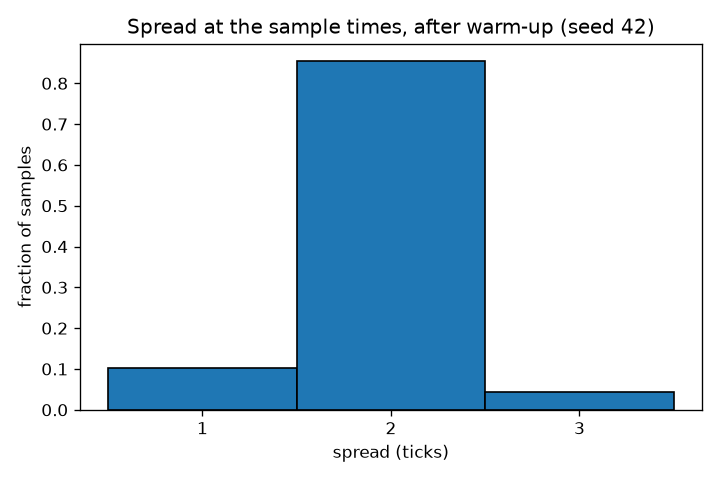 Spread at the sample times, after warm-up (seed 42)
0.8
0.7
0.6
0.5
0.4
0.3
0.2
0.1
0.0
fraction of samples
1 2 3
spread (ticks)